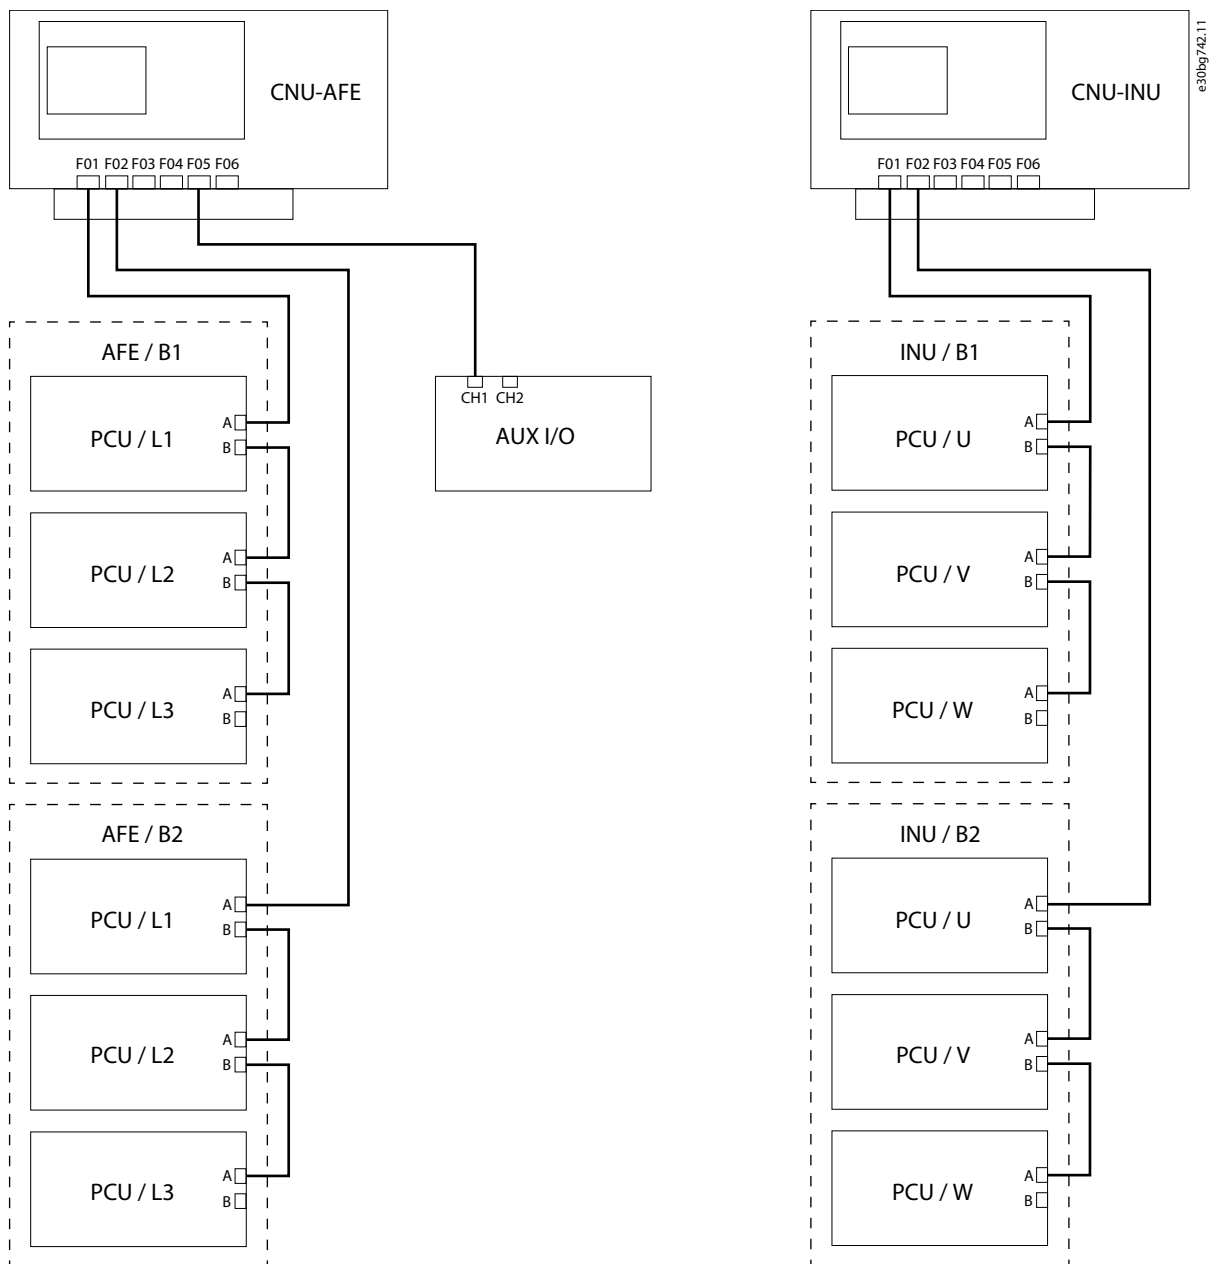 CNU-AFE
F01 F02 F03 F04 F05 F06
AFE / B1
PCU / L1
A
B
PCU / L2
A
B
PCU / L3
A
B
AFE / B2
PCU / L1
A
B
PCU / L2
A
B
PCU / L3
A
B
CH1 CH2
AUX I/O
CNU-INU
F01 F02 F03 F04 F05 F06
INU / B1
PCU / U
A
B
PCU / V
A
B
PCU / W
A
B
INU / B2
PCU / U
A
B
PCU / V
A
B
PCU / W
A
B
e30bg742.11